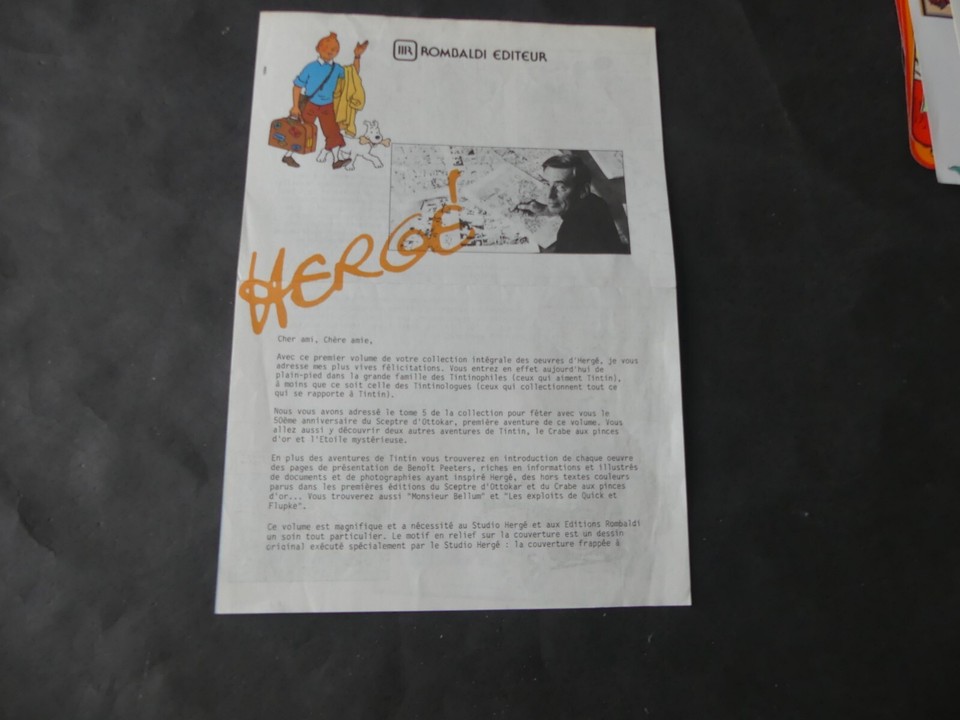 ROMBALDI EDITEUR
HERGÉ
Cher ami, Chère amie,
Avec ce premier volume de votre collection intégrale des oeuvres d'Hergé, je vous
adresse mes plus vives félicitations. Vous entrez en effet aujourd'hui de
plain-pied dans la grande famille des Tintinophiles (ceux qui aiment Tintin),
à moins que ce soit celle des Tintinologues (ceux qui collectionnent tout ce
qui se rapporte à Tintin).
Nous vous avons adressé le tome 5 de la collection pour fêter avec vous le
50ème anniversaire du Sceptre d'Ottokar, première aventure de ce volume. Vous
allez aussi y découvrir deux autres aventures de Tintin, le Crabe aux pinces
d'or et l'Etoile mystérieuse.
En plus des aventures de Tintin vous trouverez en introduction de chaque oeuvre
des pages de présentation de Benoît Peeters, riches en informations et illustrés
de documents et de photographies ayant inspiré Hergé, des hors textes couleurs
parus dans les premières éditions du Sceptre d'Ottokar et du Crabe aux pinces
d'or... Vous trouverez aussi "Monsieur Bellum" et "Les exploits de Quick et
Flupke".
Ce volume est magnifique et a nécessité au Studio Hergé et aux Editions Rombaldi
un soin tout particulier. Le motif en relief sur la couverture est un dessin
original exécuté spécialement par le Studio Hergé : la couverture frappée à